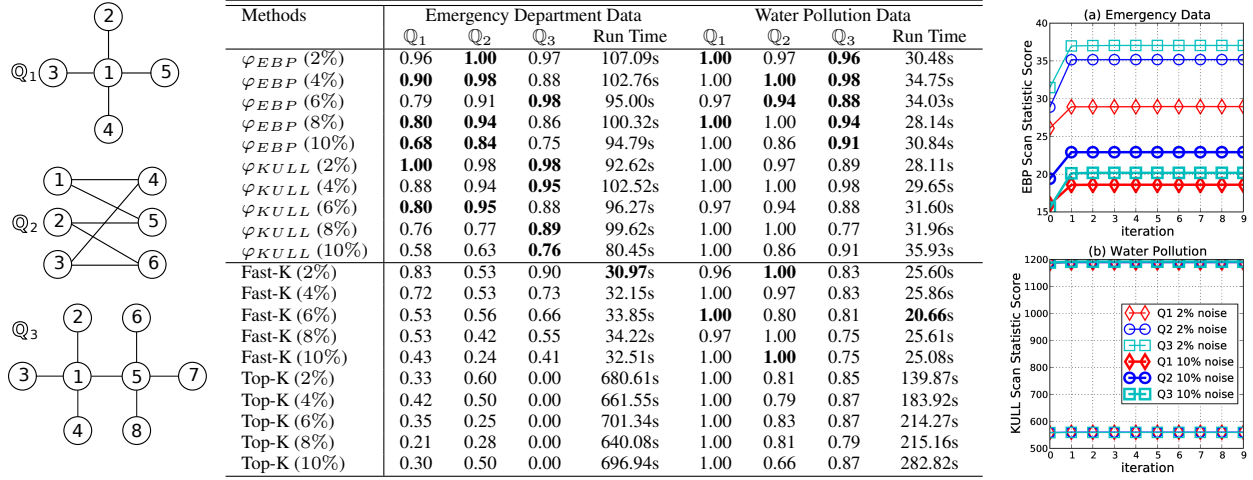 ℚ1
2
3
1
5
4
ℚ2
1
4
2
5
3
6
ℚ3
2
6
3
1
5
7
4
8
Methods Emergency Department Data Water Pollution Data
ℚ1 ℚ2 ℚ3 Run Time ℚ1 ℚ2 ℚ3 Run Time
φEBP (2%) 0.96 1.00 0.97 107.09s 1.00 0.97 0.96 30.48s
φEBP (4%) 0.90 0.98 0.88 102.76s 1.00 1.00 0.98 34.75s
φEBP (6%) 0.79 0.91 0.98 95.00s 0.97 0.94 0.88 34.03s
φEBP (8%) 0.80 0.94 0.86 100.32s 1.00 1.00 0.94 28.14s
φEBP (10%) 0.68 0.84 0.75 94.79s 1.00 0.86 0.91 30.84s
φKULL (2%) 1.00 0.98 0.98 92.62s 1.00 0.97 0.89 28.11s
φKULL (4%) 0.88 0.94 0.95 102.52s 1.00 1.00 0.98 29.65s
φKULL (6%) 0.80 0.95 0.88 96.27s 0.97 0.94 0.88 31.60s
φKULL (8%) 0.76 0.77 0.89 99.62s 1.00 1.00 0.77 31.96s
φKULL (10%) 0.58 0.63 0.76 80.45s 1.00 0.86 0.91 35.93s
Fast-K (2%) 0.83 0.53 0.90 30.97s 0.96 1.00 0.83 25.60s
Fast-K (4%) 0.72 0.53 0.73 32.15s 1.00 0.97 0.83 25.86s
Fast-K (6%) 0.53 0.56 0.66 33.85s 1.00 0.80 0.81 20.66s
Fast-K (8%) 0.53 0.42 0.55 34.22s 0.97 1.00 0.75 25.61s
Fast-K (10%) 0.43 0.24 0.41 32.51s 1.00 1.00 0.75 25.08s
Top-K (2%) 0.33 0.60 0.00 680.61s 1.00 0.81 0.85 139.87s
Top-K (4%) 0.42 0.50 0.00 661.55s 1.00 0.79 0.87 183.92s
Top-K (6%) 0.35 0.25 0.00 701.34s 1.00 0.83 0.87 214.27s
Top-K (8%) 0.21 0.28 0.00 640.08s 1.00 0.81 0.79 215.16s
Top-K (10%) 0.30 0.50 0.00 696.94s 1.00 0.66 0.87 282.82s
(a) Emergency Data
EBP Scan Statistic Score
40
35
30
25
20
15
0 1 2 3 4 5 6 7 8 9
iteration
(b) Water Pollution
KULL Scan Statistic Score
1200
1100
1000
900
800
700
600
500
Q1 2% noise
Q2 2% noise
Q3 2% noise
Q1 10% noise
Q2 10% noise
Q3 10% noise
0 1 2 3 4 5 6 7 8 9
iteration